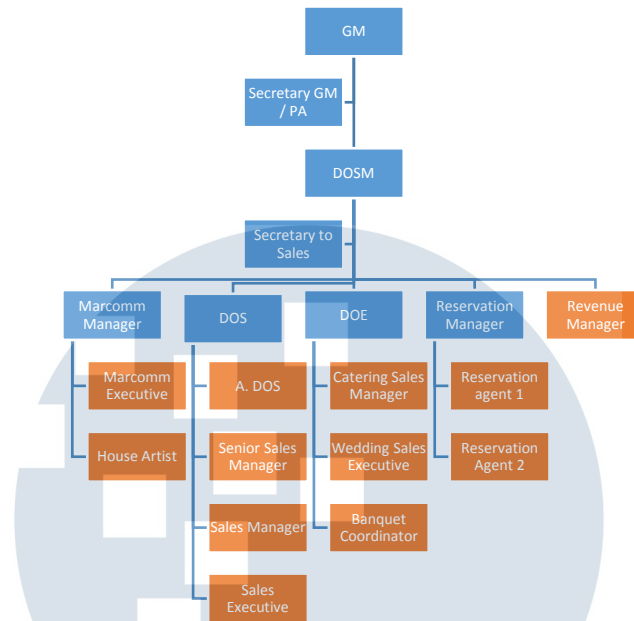 GM
Secretary GM
/ PA
DOSM
Secretary to
Sales
Marcomm
Manager
DOS
DOE
Reservation
Manager
Revenue
Manager
Marcomm
Executive
A. DOS
Catering Sales
Manager
Reservation
agent 1
House Artist
Senior Sales
Manager
Wedding Sales
Executive
Reservation
Agent 2
Sales Manager
Banquet
Coordinator
Sales
Executive